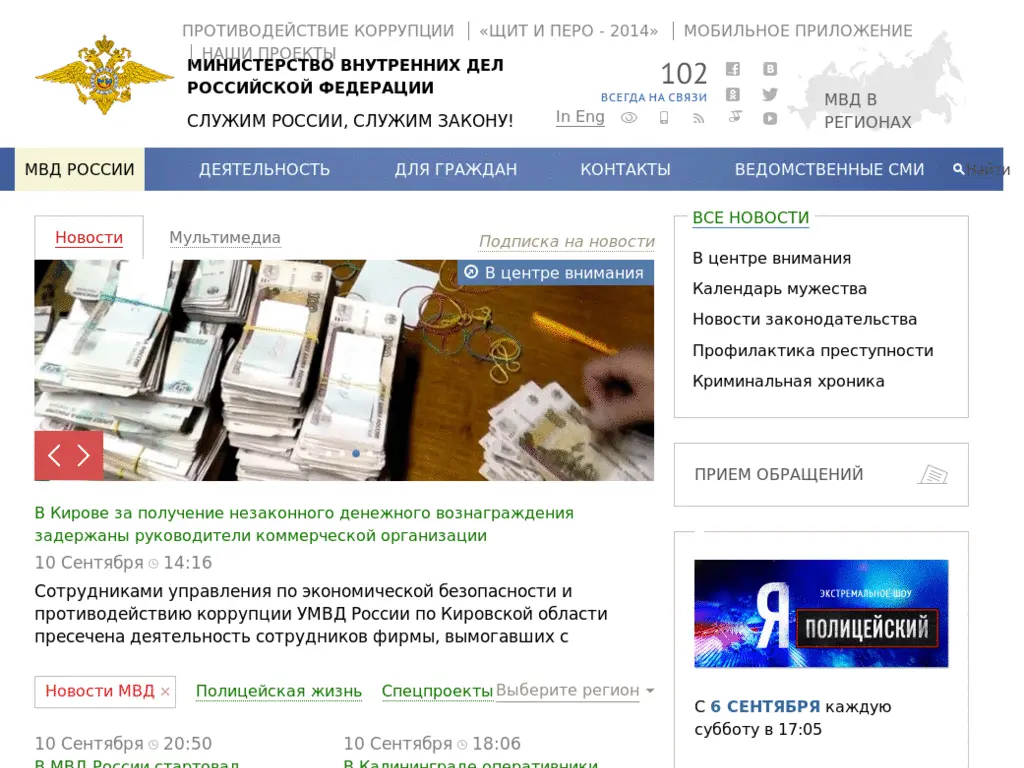 ПРОТИВОДЕЙСТВИЕ КОРРУПЦИИ
«ЩИТ И ПЕРО - 2014»
МОБИЛЬНОЕ ПРИЛОЖЕНИЕ
НАШИ ПРОЕКТЫ
МИНИСТЕРСТВО ВНУТРЕННИХ ДЕЛ
РОССИЙСКОЙ ФЕДЕРАЦИИ
СЛУЖИМ РОССИИ, СЛУЖИМ ЗАКОНУ!
102
ВСЕГДА НА СВЯЗИ
In Eng
МВД В
РЕГИОНАХ
МВД РОССИИ
ДЕЯТЕЛЬНОСТЬ
ДЛЯ ГРАЖДАН
КОНТАКТЫ
ВЕДОМСТВЕННЫЕ СМИ
Найти
Новости
Мультимедиа
Подписка на новости
В центре внимания
В Кирове за получение незаконного денежного вознаграждения
задержаны руководители коммерческой организации
10 Сентября 14:16
Сотрудниками управления по экономической безопасности и
противодействию коррупции УМВД России по Кировской области
пресечена деятельность сотрудников фирмы, вымогавших с
Новости МВД ×
Полицейская жизнь
Спецпроекты
Выберите регион
10 Сентября 20:50
В МВД России стартовал
10 Сентября 18:06
В Калининграде оперативники
ВСЕ НОВОСТИ
В центре внимания
Календарь мужества
Новости законодательства
Профилактика преступности
Криминальная хроника
ПРИЕМ ОБРАЩЕНИЙ
Я
ЭКСТРЕМАЛЬНОЕ ШОУ
ПОЛИЦЕЙСКИЙ
С 6 СЕНТЯБРЯ каждую
субботу в 17:05